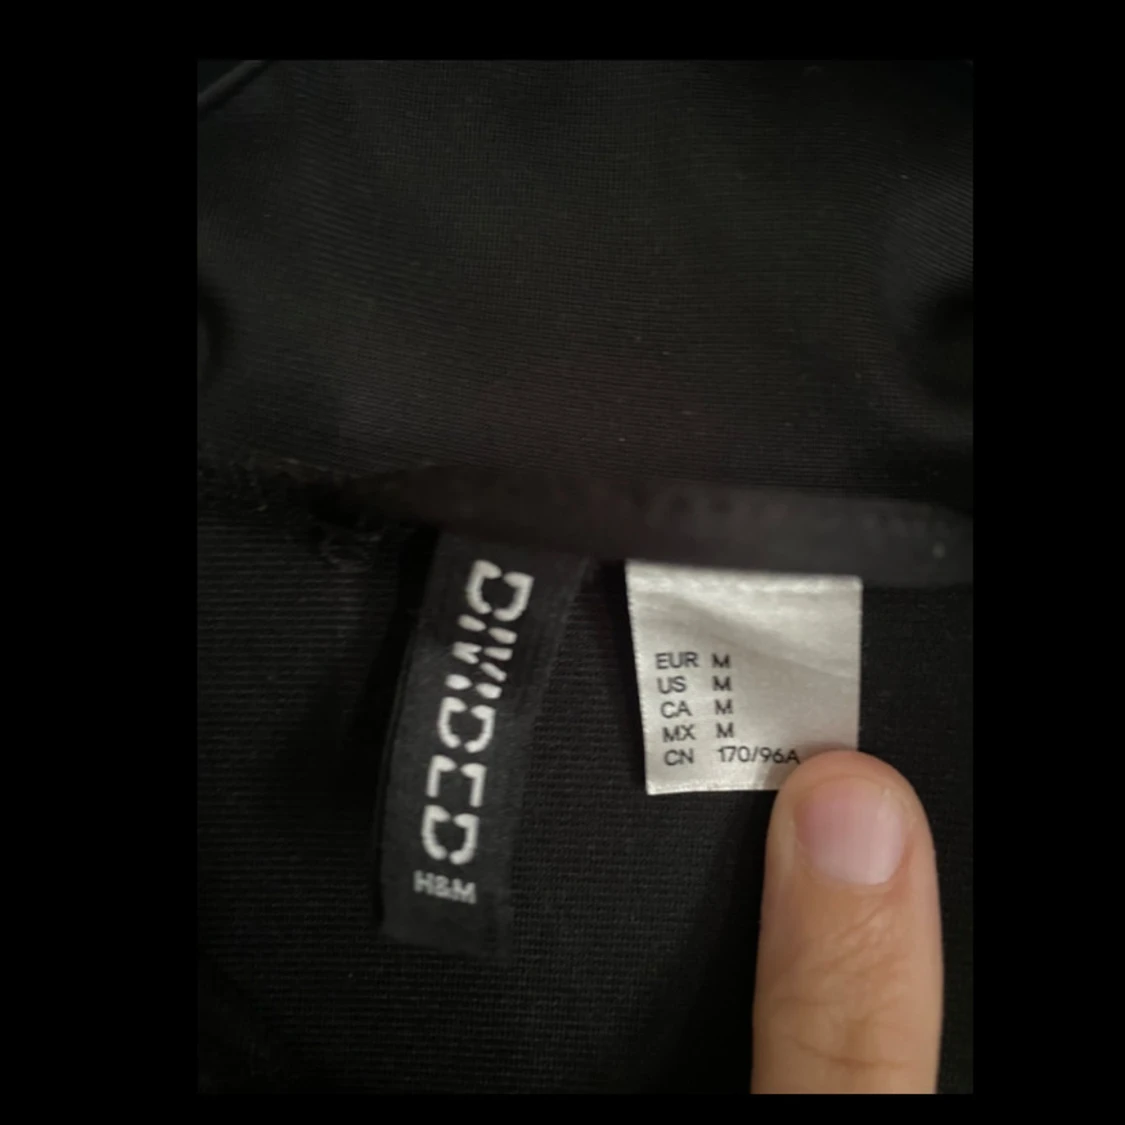 DIVIDED
H&M
EUR M
US M
CA M
MX M
CN 170/96A